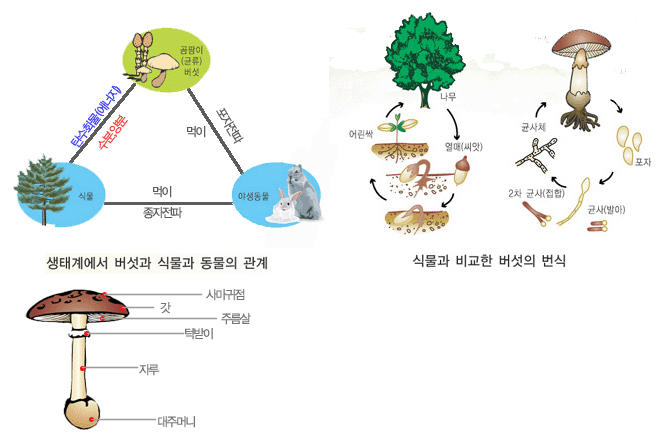 곰팡이
(균류)
버섯
탄수화물(에너지)
수분양분
먹이
포자전파
식물
먹이
종자전파
야생동물
생태계에서 버섯과 식물과 동물의 관계
나무
어린싹
열매(씨앗)
균사체
포자
2차 균사(접합)
균사(발아)
식물과 비교한 버섯의 번식
사마귀점
갓
주름살
턱받이
자루
대주머니